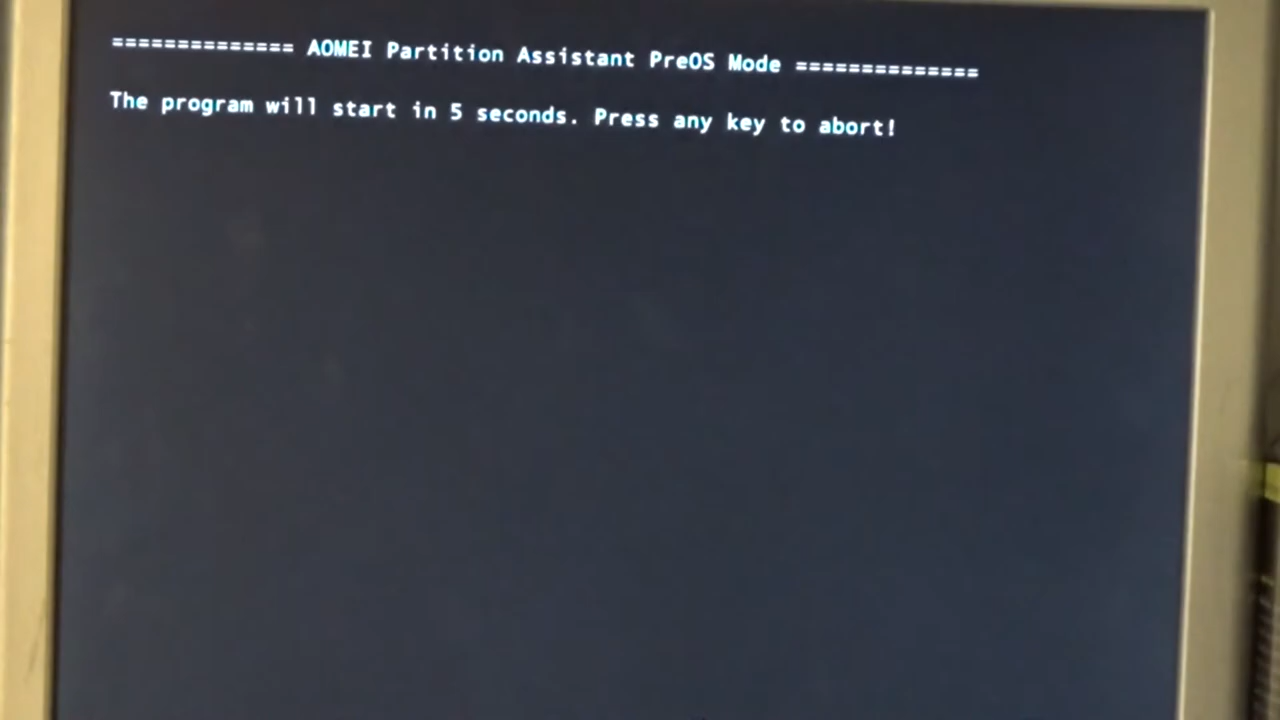 ============== AOMEI Partition Assistant PreOS Mode ==============
The program will start in 5 seconds. Press any key to abort!